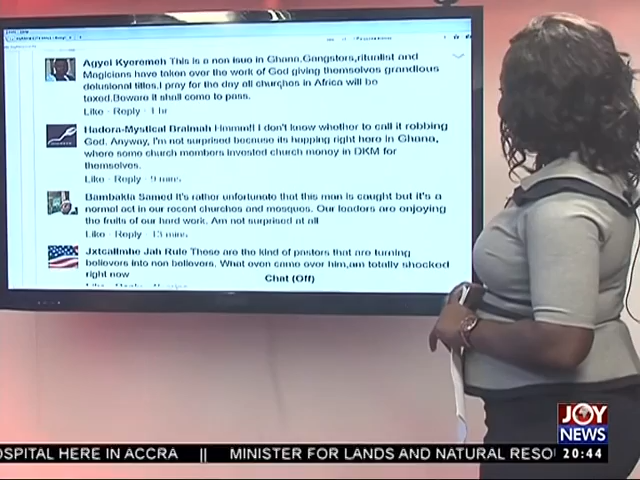 Agyei Kyeremeh This is a non isue in Ghana.Gangsters,ritualist and
Magicians have taken over the work of God giving themselves grandious
delusional titles.I pray for the day all churches in Africa will be
taxed.Beware it shall come to pass.
Like · Reply · 1 hr
Hadora-Mystical Braimah Hmmm!! I don't know whether to call it robbing
God. Anyway, I'm not surprised because its happing right here in Ghana,
where some church members invested church money in DKM for
themselves.
Like · Reply · 9 mins
Bambakta Samed It's rather unfortunate that this man is caught but it's a
normal act in our recent churches and mosques. Our leaders are enjoying
the fruits of our hard work. Am not surprised at all
Like · Reply · 13 mins
Jxtcallmhe Jah Rule These are the kind of pastors that are turning
believers into non believers. What even came over him,am totally shocked
right now
Chat (Off)
JOY
NEWS
OSPITAL HERE IN ACCRA || MINISTER FOR LANDS AND NATURAL RESO
20:44